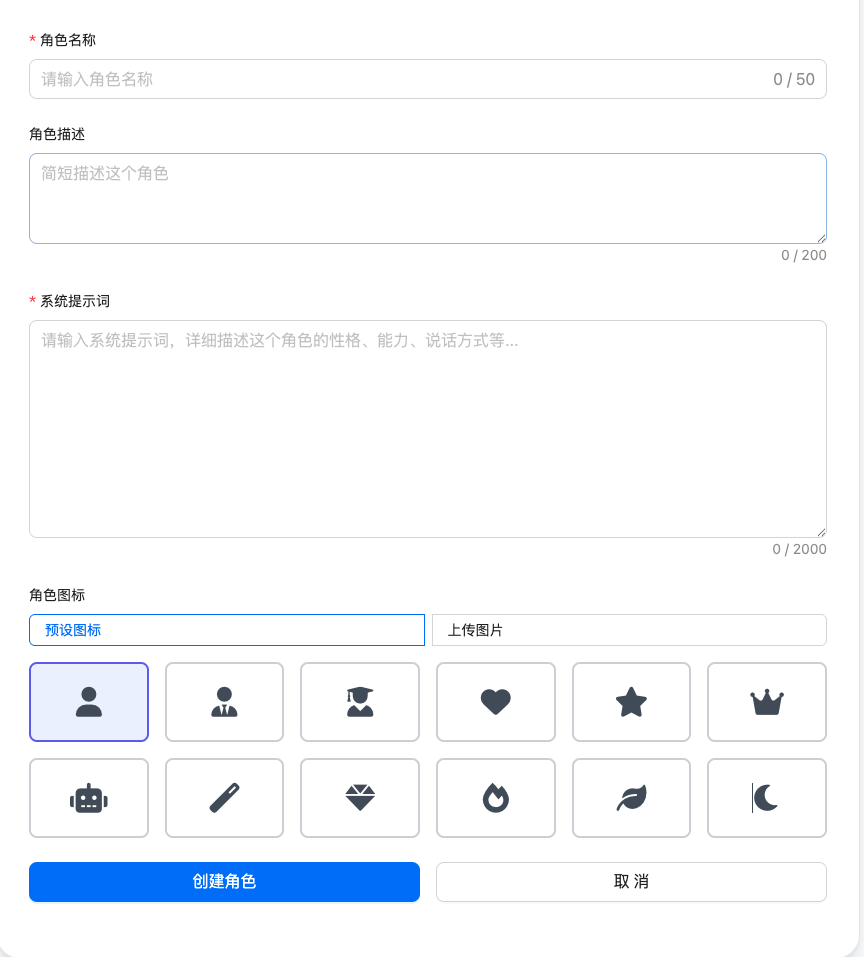 * 角色名称
请输入角色名称 0 / 50
角色描述
简短描述这个角色
0 / 200
* 系统提示词
请输入系统提示词，详细描述这个角色的性格、能力、说话方式等...
0 / 2000
角色图标
预设图标 上传图片
创建角色 取 消